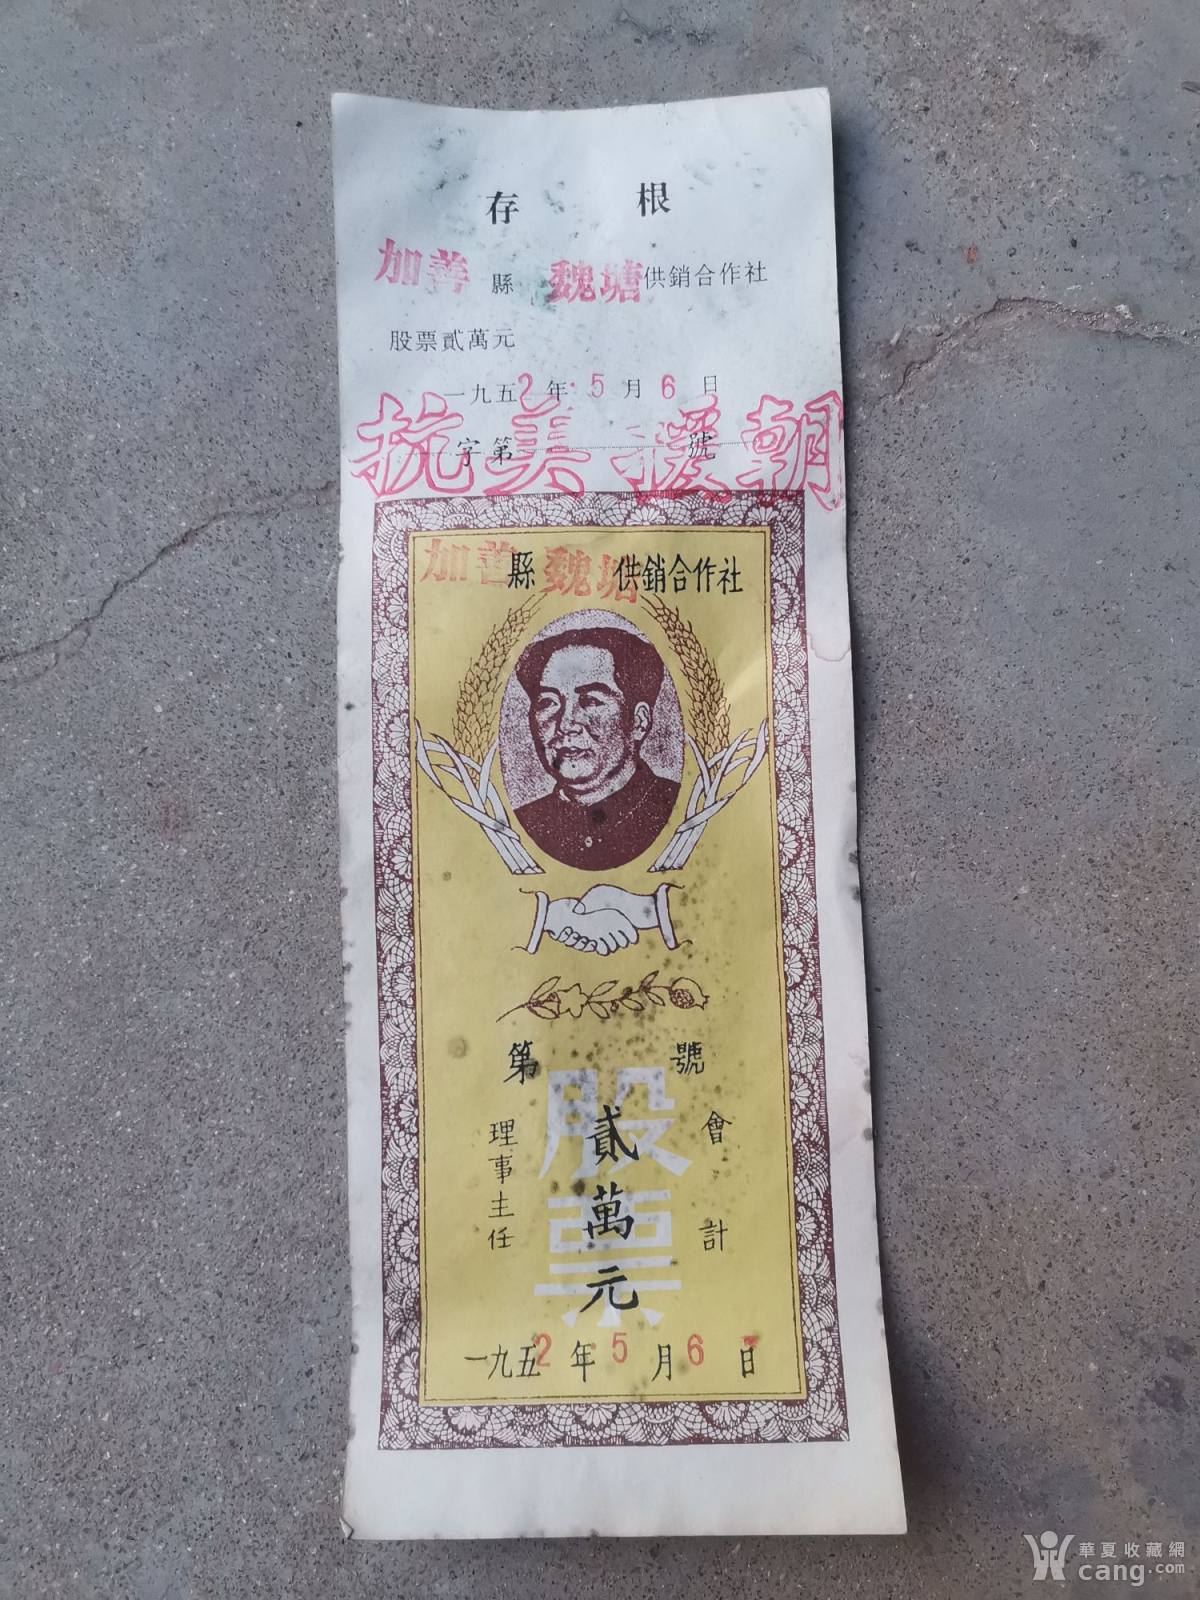 存 根
加善 縣 魏塘 供銷合作社
股票貳萬元
一九五2年5月6日
字第 號
抗美援朝
加善縣魏塘供銷合作社
第 號
股票
貳萬元
理事主任
會計
一九五2年5月6日
華夏收藏網
cang.com